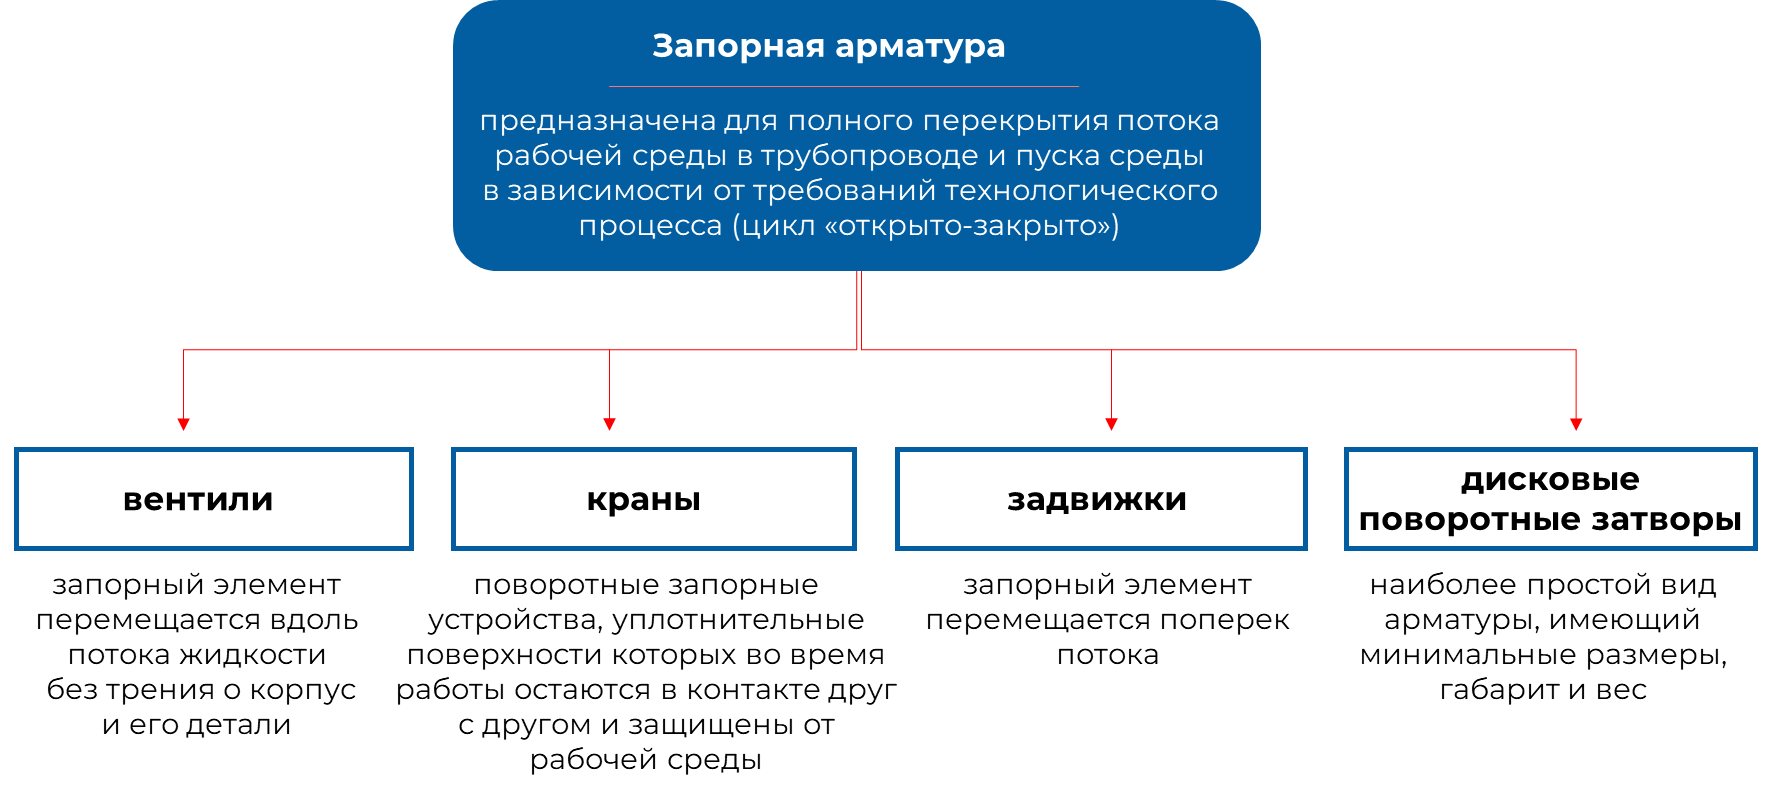 Запорная арматура
предназначена для полного перекрытия потока
рабочей среды в трубопроводе и пуска среды
в зависимости от требований технологического
процесса (цикл «открыто-закрыто»)
вентили
запорный элемент
перемещается вдоль
потока жидкости
без трения о корпус
и его детали
краны
поворотные запорные
устройства, уплотнительные
поверхности которых во время
работы остаются в контакте друг
с другом и защищены от
рабочей среды
задвижки
запорный элемент
перемещается поперек
потока
дисковые
поворотные затворы
наиболее простой вид
арматуры, имеющий
минимальные размеры,
габарит и вес